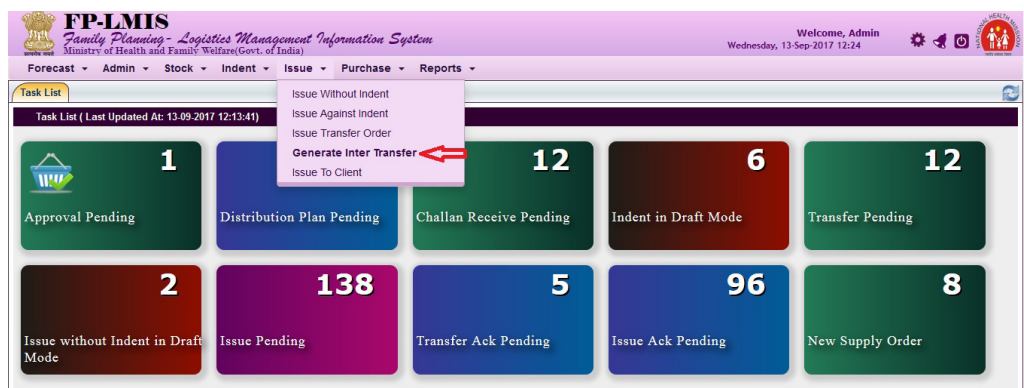 FP-LMIS
Family Planning - Logistics Management Information System
Ministry of Health and Family Welfare(Govt. of India)
Welcome, Admin
Wednesday, 13-Sep-2017 12:24
Forecast Admin Stock Indent Issue Purchase Reports
Task List
Issue Without Indent
Issue Against Indent
Issue Transfer Order
Generate Inter Transfer
Issue To Client
Task List ( Last Updated At: 13-09-2017 12:13:41)
1
Approval Pending
Distribution Plan Pending
12
Challan Receive Pending
6
Indent in Draft Mode
12
Transfer Pending
2
Issue without Indent in Draft
Mode
138
Issue Pending
5
Transfer Ack Pending
96
Issue Ack Pending
8
New Supply Order